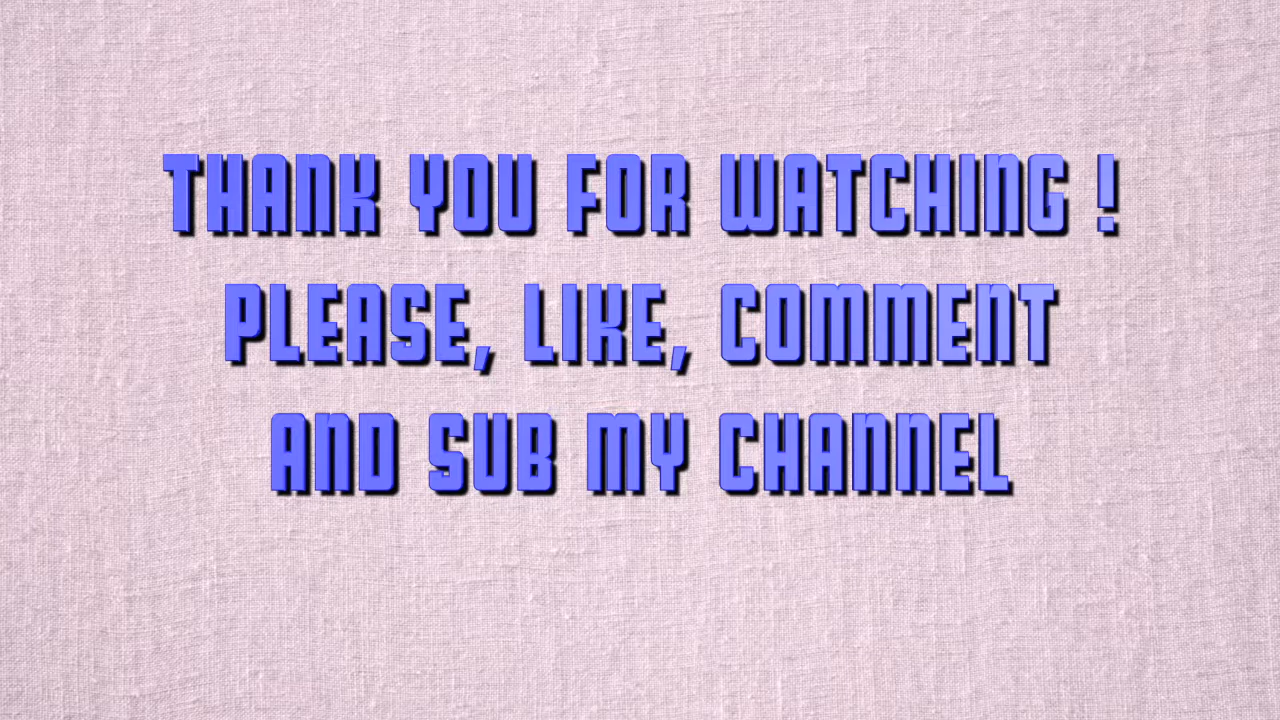 THANK YOU FOR WATCHING !
PLEASE, LIKE, COMMENT
AND SUB MY CHANNEL